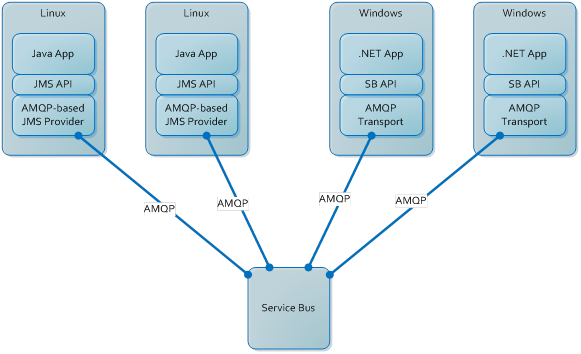 Linux
Java App
JMS API
AMQP-based
JMS Provider
Linux
Java App
JMS API
AMQP-based
JMS Provider
Windows
.NET App
SB API
AMQP
Transport
Windows
.NET App
SB API
AMQP
Transport
AMQP
AMQP
AMQP
AMQP
Service Bus